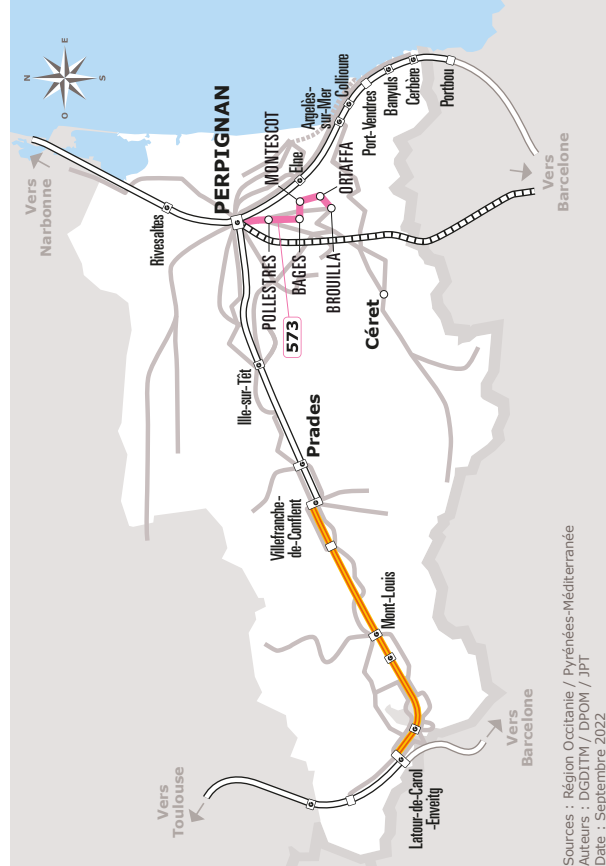 N
E
S
O
Vers
Narbonne
Rivesaltes
PERPIGNAN
MONTESCOT
Elne
Argelès-
sur-Mer
Collioure
Port-Vendres
Banyuls
Cerbère
Portbou
ORTAFFA
POLLESTRES
BAGES
BROUILLA
573
Céret
Vers
Barcelone
Ille-sur-Têt
Prades
Villefranche-
de-Conflent
Mont-Louis
Latour-de-Carol
-Enveitg
Vers
Toulouse
Vers
Barcelone
Sources : Région Occitanie / Pyrénées-Méditerranée
Auteurs : DGDITM / DPOM / JPT
Date : Septembre 2022